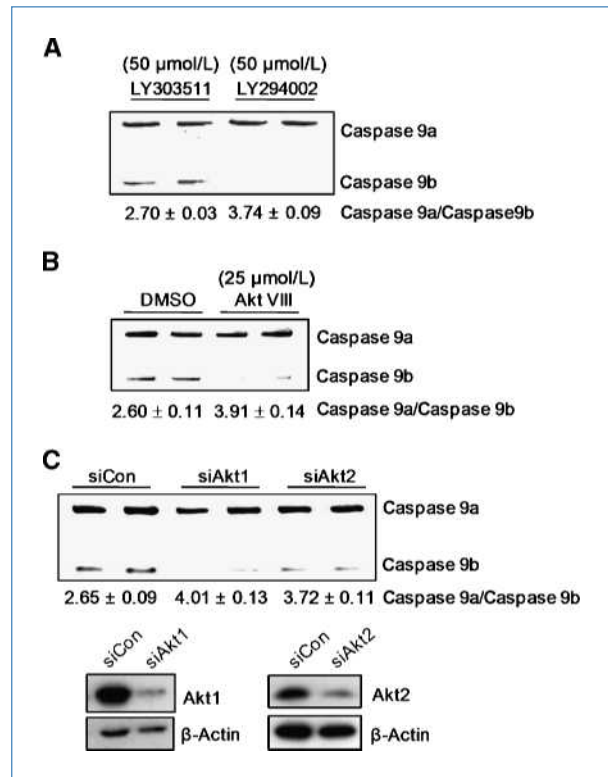 A
(50 µmol/L) (50 µmol/L)
LY303511 LY294002
Caspase 9a
Caspase 9b
2.70 ± 0.03 3.74 ± 0.09 Caspase 9a/Caspase9b
B
(25 µmol/L)
DMSO Akt VIII
Caspase 9a
Caspase 9b
2.60 ± 0.11 3.91 ± 0.14 Caspase 9a/Caspase 9b
C
siCon siAkt1 siAkt2
Caspase 9a
Caspase 9b
2.65 ± 0.09 4.01 ± 0.13 3.72 ± 0.11 Caspase 9a/Caspase 9b
siCon siAkt1 siCon siAkt2
Akt1 Akt2
β-Actin β-Actin